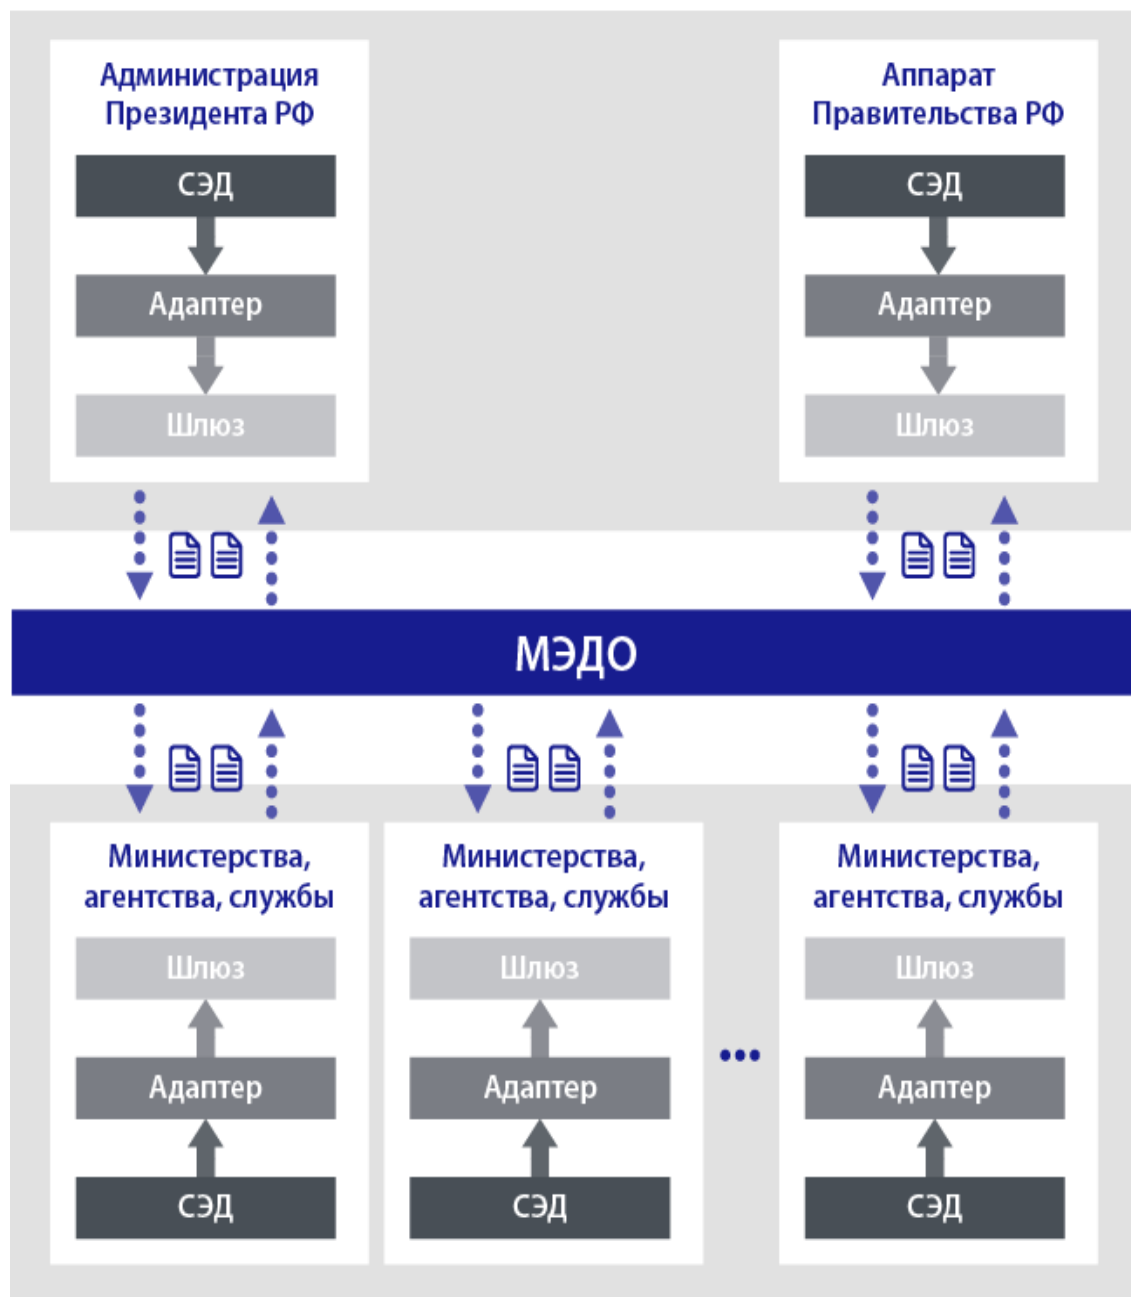 Администрация
Президента РФ
СЭД
Адаптер
Шлюз
Аппарат
Правительства РФ
СЭД
Адаптер
Шлюз
МЭДО
Министерства,
агентства, службы
Шлюз
Адаптер
СЭД
Министерства,
агентства, службы
Шлюз
Адаптер
СЭД
...
Министерства,
агентства, службы
Шлюз
Адаптер
СЭД